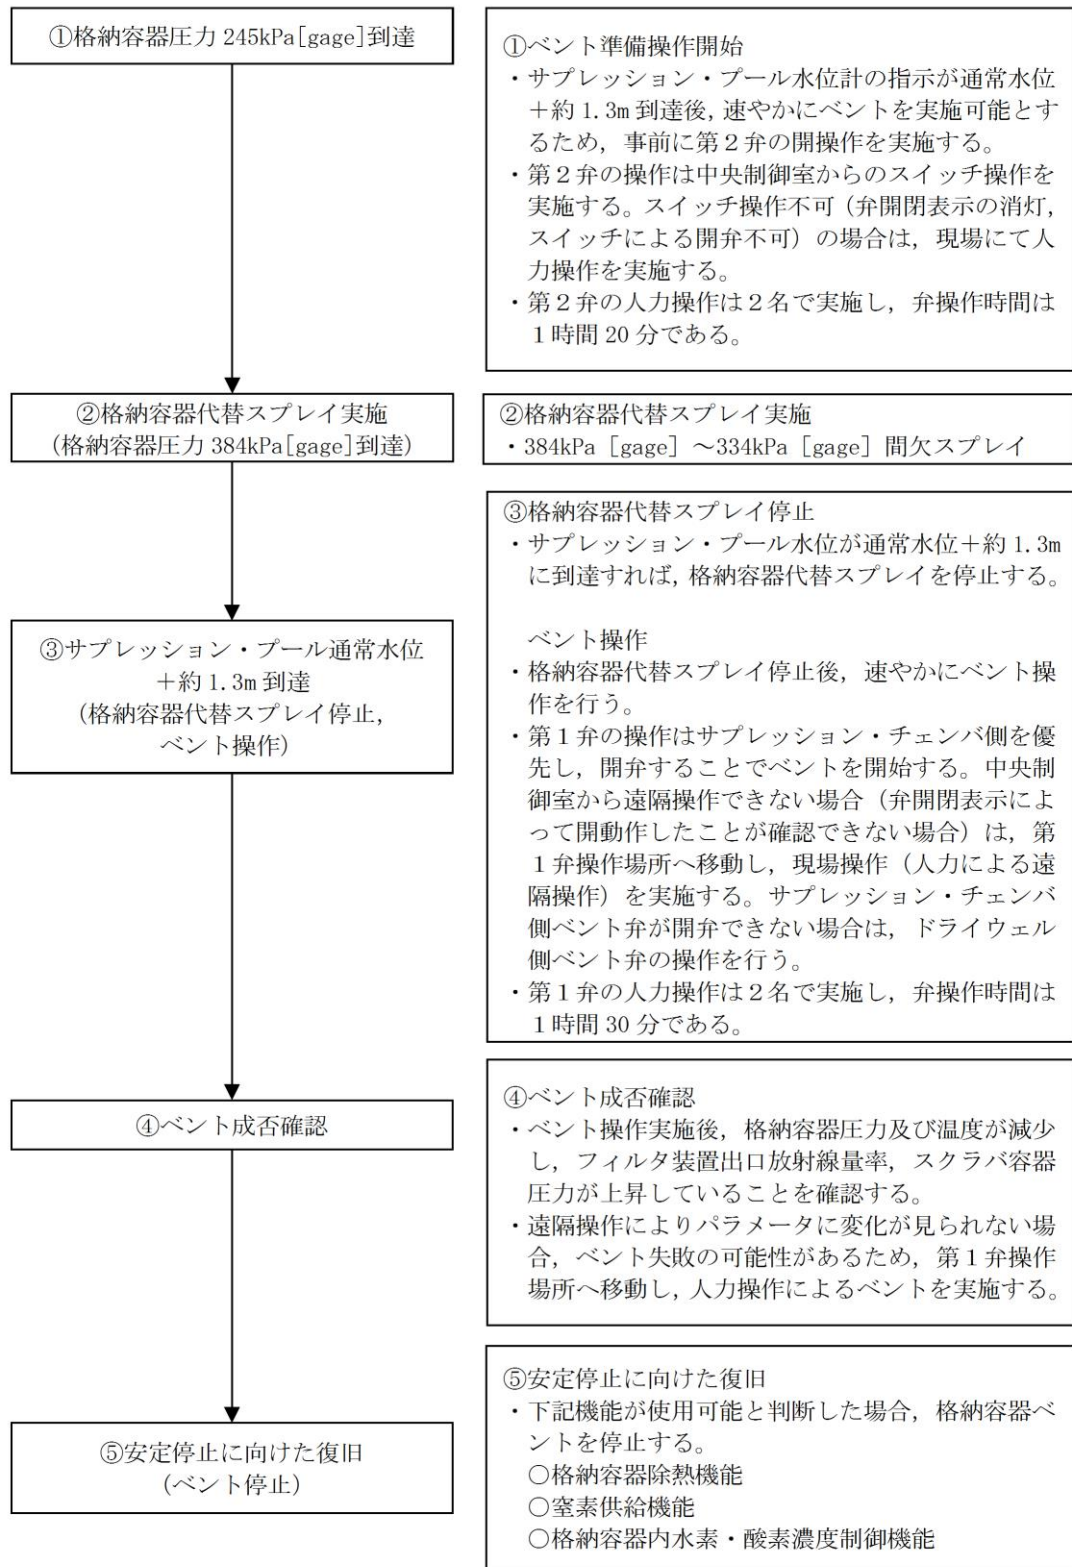 ①格納容器圧力 245kPa[gage]到達
①ベント準備操作開始
・サプレッション・プール水位計の指示が通常水位
＋約 1.3m 到達後，速やかにベントを実施可能とす
るため，事前に第２弁の開操作を実施する。
・第２弁の操作は中央制御室からのスイッチ操作を
実施する。スイッチ操作不可（弁開閉表示の消灯，
スイッチによる開弁不可）の場合は，現場にて人
力操作を実施する。
・第２弁の人力操作は２名で実施し，弁操作時間は
１時間 20 分である。
②格納容器代替スプレイ実施
(格納容器圧力 384kPa[gage]到達)
②格納容器代替スプレイ実施
・384kPa［gage］～334kPa［gage］間欠スプレイ
③サプレッション・プール通常水位
＋約 1.3m 到達
(格納容器代替スプレイ停止，
ベント操作)
③格納容器代替スプレイ停止
・サプレッション・プール水位が通常水位＋約 1.3m
に到達すれば，格納容器代替スプレイを停止する。
ベント操作
・格納容器代替スプレイ停止後，速やかにベント操
作を行う。
・第１弁の操作はサプレッション・チェンバ側を優
先し，開弁することでベントを開始する。中央制
御室から遠隔操作できない場合（弁開閉表示によ
って開動作したことが確認できない場合）は，第
１弁操作場所へ移動し，現場操作（人力による遠
隔操作）を実施する。サプレッション・チェンバ
側ベント弁が開弁できない場合は，ドライウェル
側ベント弁の操作を行う。
・第１弁の人力操作は２名で実施し，弁操作時間は
１時間 30 分である。
④ベント成否確認
④ベント成否確認
・ベント操作実施後，格納容器圧力及び温度が減少
し，フィルタ装置出口放射線量率，スクラバ容器
圧力が上昇していることを確認する。
・遠隔操作によりパラメータに変化が見られない場
合，ベント失敗の可能性があるため，第１弁操作
場所へ移動し，人力操作によるベントを実施する。
⑤安定停止に向けた復旧
(ベント停止)
⑤安定停止に向けた復旧
・下記機能が使用可能と判断した場合，格納容器ベ
ントを停止する。
○格納容器除熱機能
○窒素供給機能
○格納容器内水素・酸素濃度制御機能